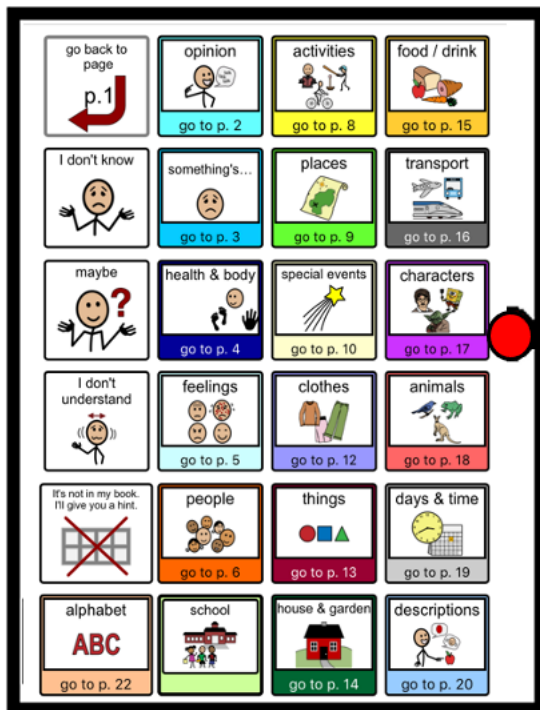 go back to
page
p.1
opinion
go to p. 2
activities
go to p. 8
food / drink
go to p. 15
I don't know
something's...
go to p. 3
places
go to p. 9
transport
go to p. 16
maybe
?
health & body
go to p. 4
special events
go to p. 10
characters
go to p. 17
I don't
understand
feelings
go to p. 5
clothes
go to p. 12
animals
go to p. 18
It's not in my book.
I'll give you a hint.
people
go to p. 6
things
go to p. 13
days & time
go to p. 19
alphabet
ABC
go to p. 22
school
house & garden
go to p. 14
descriptions
go to p. 20